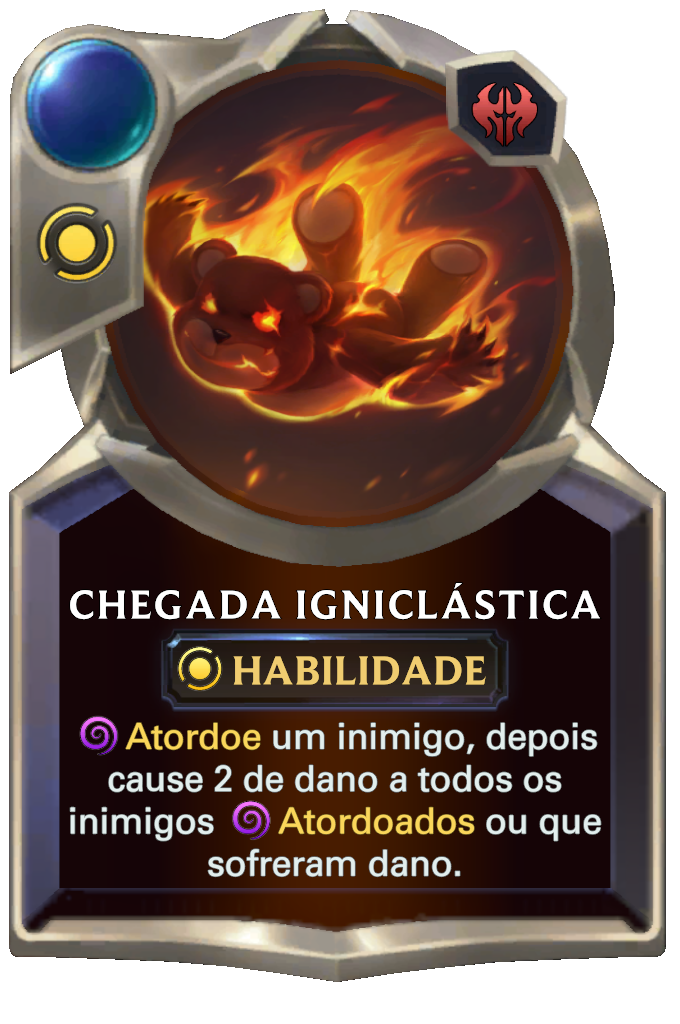 CHEGADA IGNICLÁSTICA
HABILIDADE
Atordoe um inimigo, depois
cause 2 de dano a todos os
inimigos Atordoados ou que
sofreram dano.